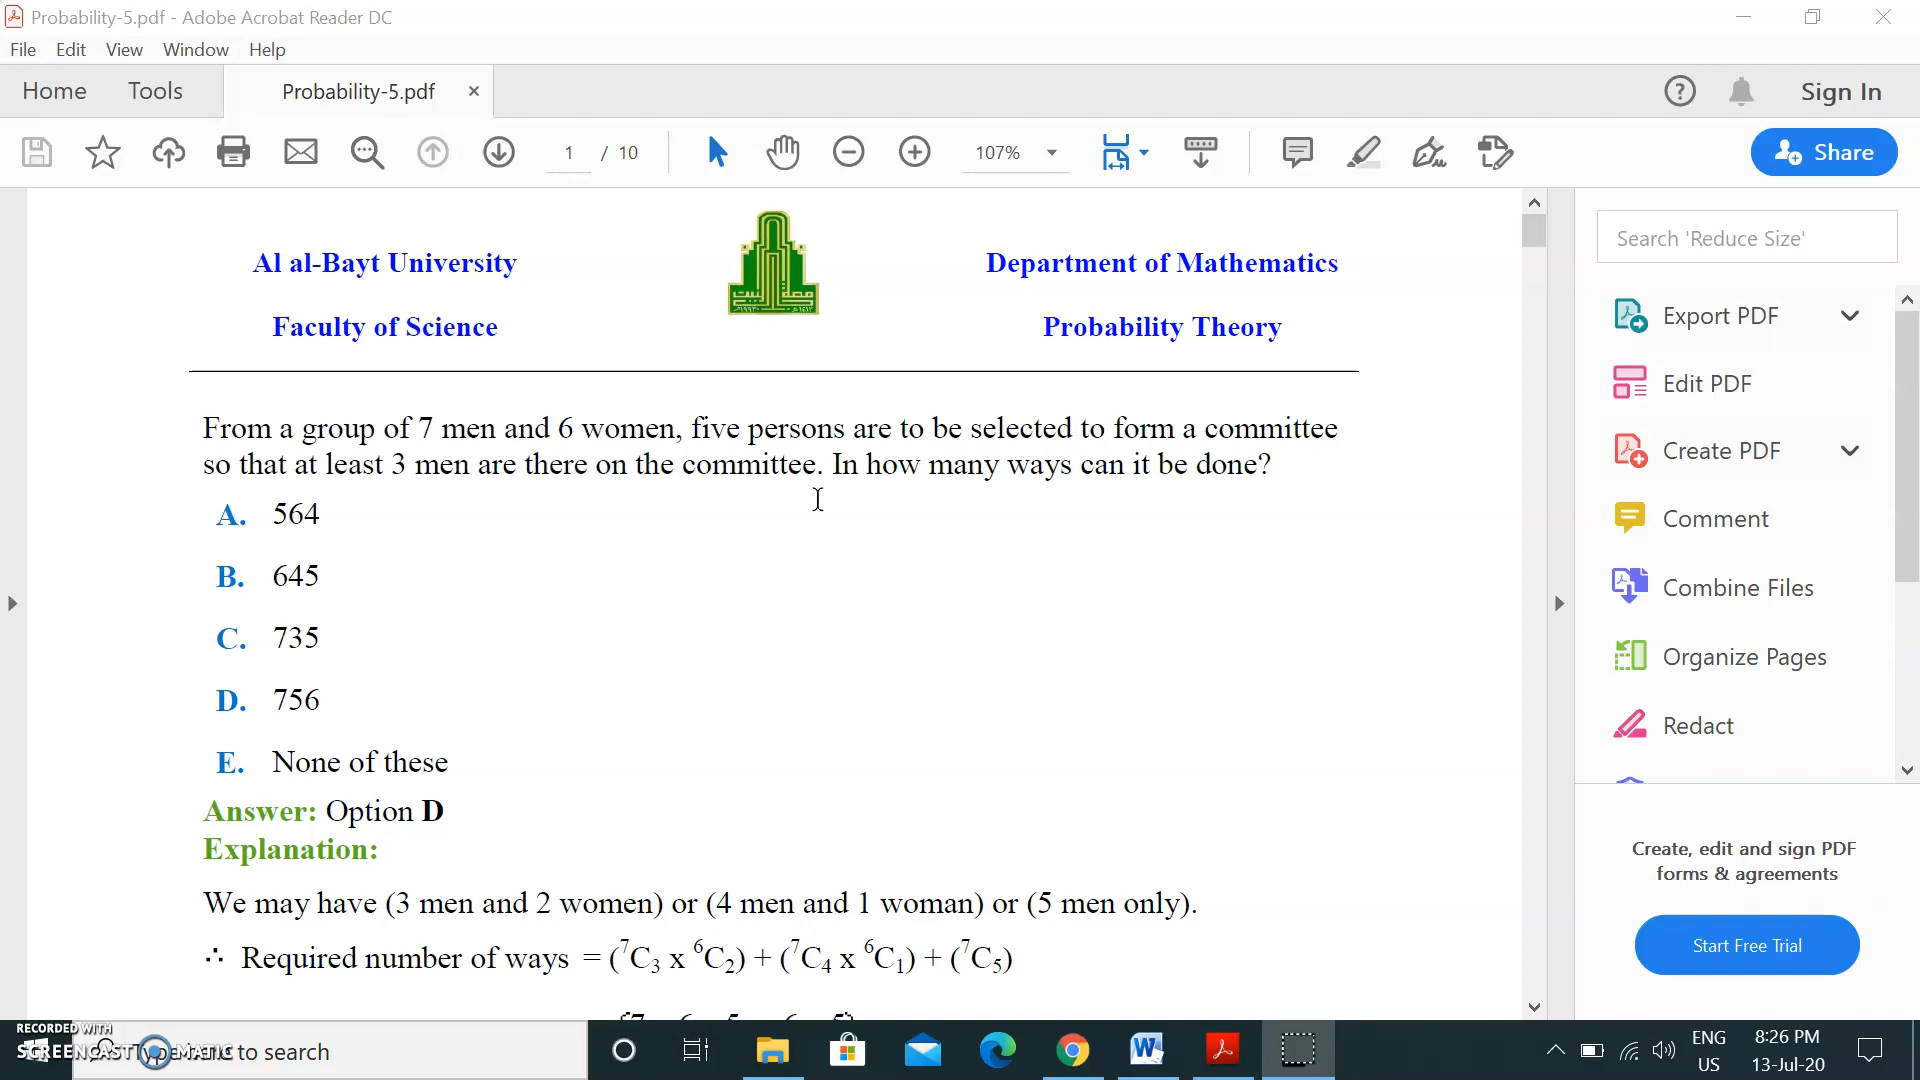 Probability-5.pdf - Adobe Acrobat Reader DC
File Edit View Window Help
Home Tools Probability-5.pdf × Sign In
1 / 10 107% Share
Al al-Bayt University
Department of Mathematics
Faculty of Science
Probability Theory
From a group of 7 men and 6 women, five persons are to be selected to form a committee
so that at least 3 men are there on the committee. In how many ways can it be done?
A. 564
B. 645
C. 735
D. 756
E. None of these
Answer: Option D
Explanation:
We may have (3 men and 2 women) or (4 men and 1 woman) or (5 men only).
∴ Required number of ways = (⁷C₃ x ⁶C₂) + (⁷C₄ x ⁶C₁) + (⁷C₅)
Search 'Reduce Size'
Export PDF
Edit PDF
Create PDF
Comment
Combine Files
Organize Pages
Redact
Create, edit and sign PDF
forms & agreements
Start Free Trial
RECORDED WITH
SCREENCAST MATIC
to search
ENG
US
8:26 PM
13-Jul-20